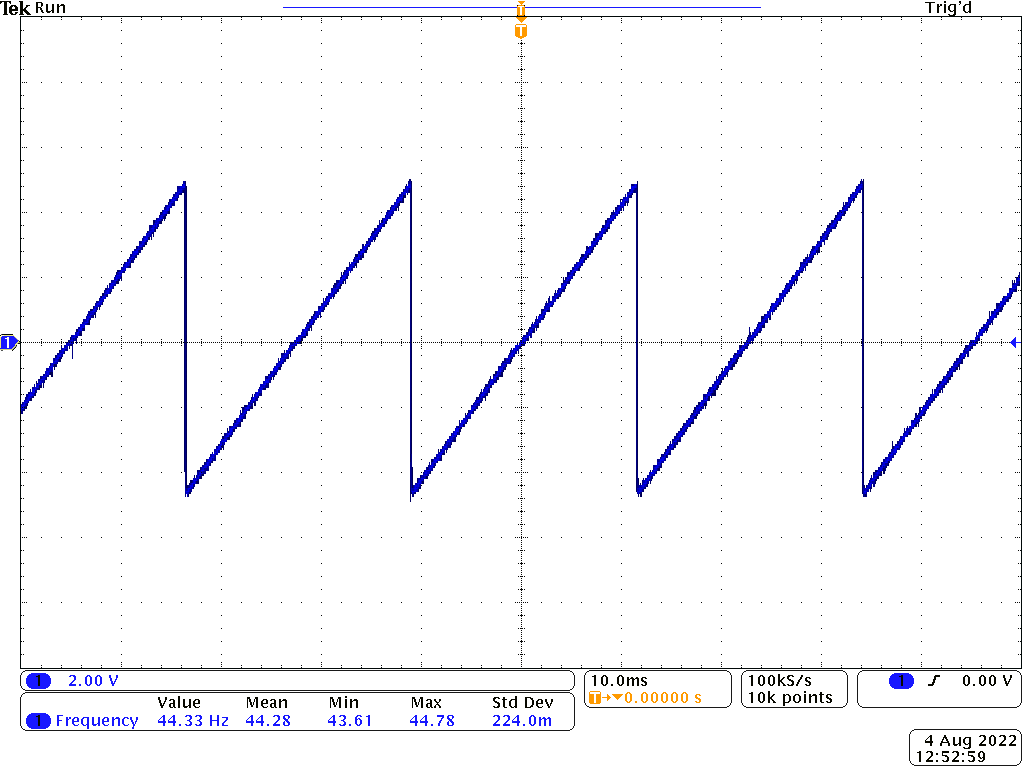 Tek Run Trig'd
T
T
1
1 2.00 V
10.0ms
T→▼0.00000 s
100kS/s
10k points
1 0.00 V
Value Mean Min Max Std Dev
1 Frequency 44.33 Hz 44.28 43.61 44.78 224.0m
4 Aug 2022
12:52:59